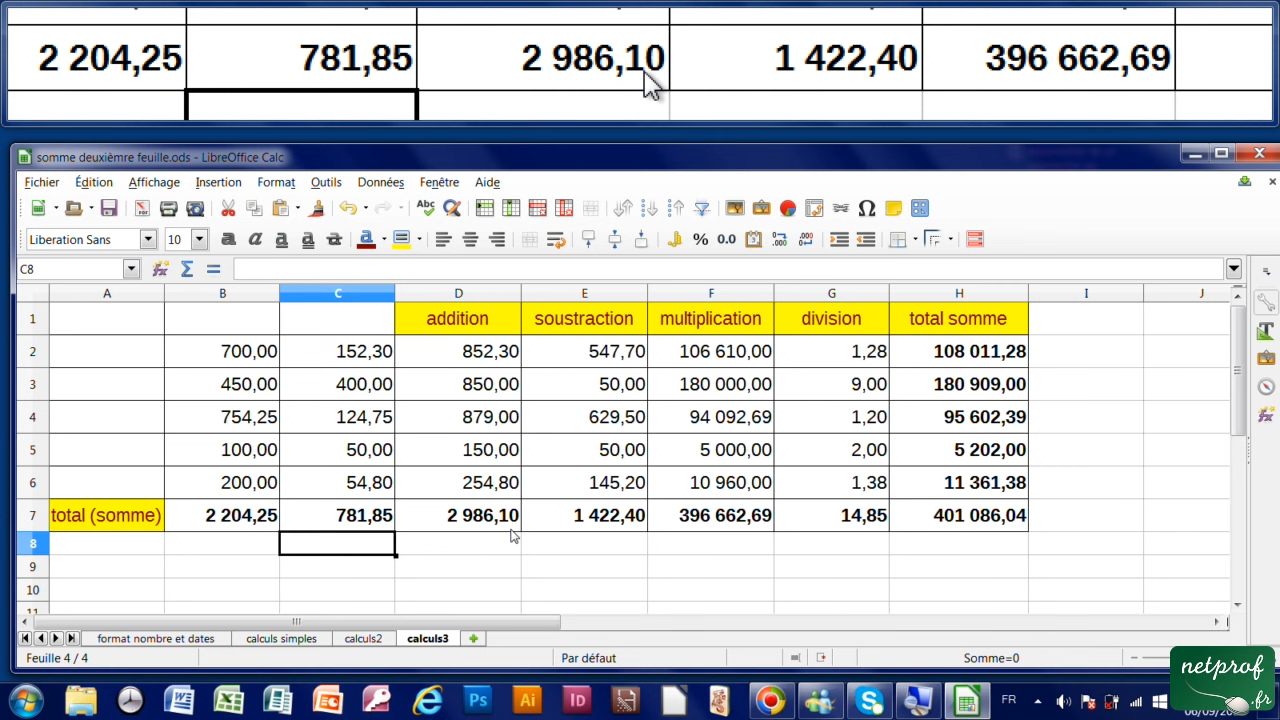 2 204,25 781,85 2 986,10 1 422,40 396 662,69
somme deuxièmre feuille.ods - LibreOffice Calc
Fichier Édition Affichage Insertion Format Outils Données Fenêtre Aide
Liberation Sans 10
C8
A B C D E F G H I J
1 addition soustraction multiplication division total somme
2 700,00 152,30 852,30 547,70 106 610,00 1,28 108 011,28
3 450,00 400,00 850,00 50,00 180 000,00 9,00 180 909,00
4 754,25 124,75 879,00 629,50 94 092,69 1,20 95 602,39
5 100,00 50,00 150,00 50,00 5 000,00 2,00 5 202,00
6 200,00 54,80 254,80 145,20 10 960,00 1,38 11 361,38
7 total (somme) 2 204,25 781,85 2 986,10 1 422,40 396 662,69 14,85 401 086,04
8
9
10
11
format nombre et dates calculs simples calculs2 calculs3
Feuille 4 / 4 Par défaut Somme=0
netprof
.fr
FR